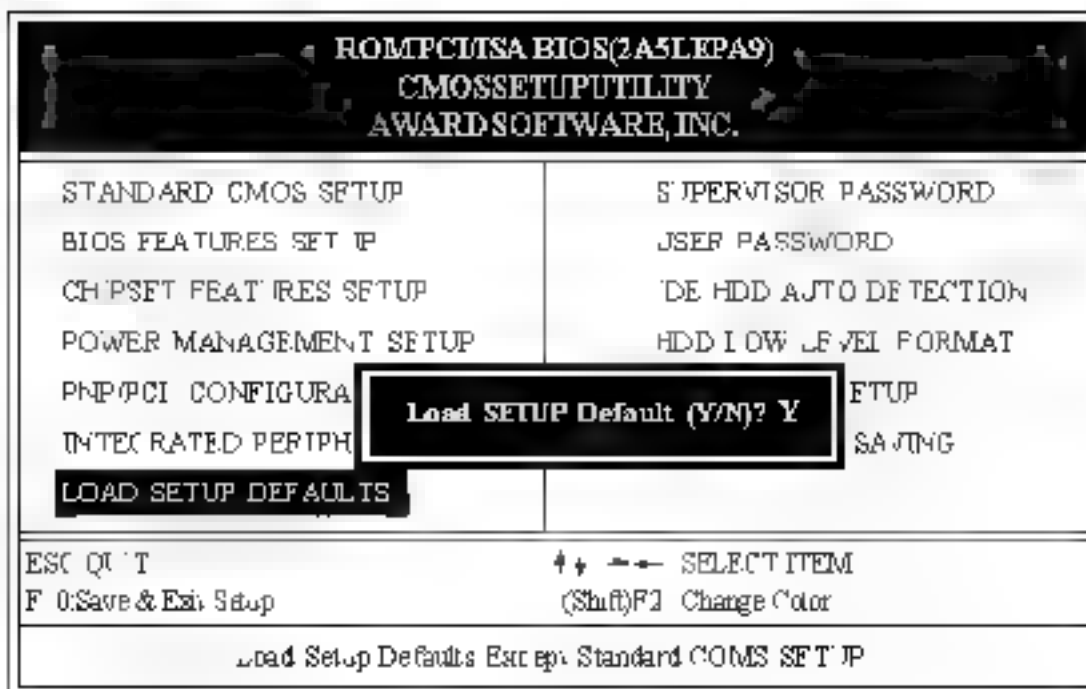 ROMPCI/ISA BIOS(2A5LEPA9)
CMOSSETUPUTILITY
AWARDSOFTWARE, INC.
STANDARD CMOS SETUP
BIOS FEATURES SETUP
CHIPSET FEATURES SETUP
POWER MANAGEMENT SETUP
PNP/PCI CONFIGURA
INTEGRATED PERIPH
LOAD SETUP DEFAULTS
SUPERVISOR PASSWORD
USER PASSWORD
IDE HDD AUTO DETECTION
HDD LOW LEVEL FORMAT
ETUP
SAVING
Load SETUP Default (Y/N)? Y
ESC QUIT
SELECT ITEM
F10:Save & Exit Setup
(Shift)F2 Change Color
Load Setup Defaults Except Standard COMS SETUP